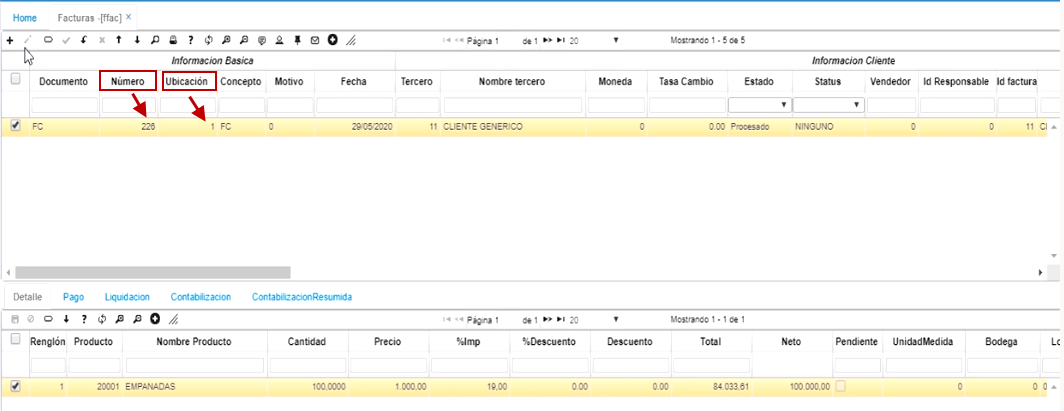 Home Facturas -[ffac] ×
Página 1 de 1 20 Mostrando 1 - 5 de 5
Informacion Basica Informacion Cliente
Documento Número Ubicación Concepto Motivo Fecha Tercero Nombre tercero Moneda Tasa Cambio Estado Status Vendedor Id Responsable Id factura
FC 226 1 FC 0 29/05/2020 11 CLIENTE GENERICO 0 0.00 Procesado NINGUNO 0 0 11
Detalle Pago Liquidacion Contabilizacion ContabilizacionResumida
Página 1 de 1 20 Mostrando 1 - 1 de 1
Renglón Producto Nombre Producto Cantidad Precio %Imp %Descuento Descuento Total Neto Pendiente UnidadMedida Bodega Lo
1 20001 EMPANADAS 100,0000 1.000,00 19,00 0.00 0.00 84.033,61 100.000,00 0 0 0